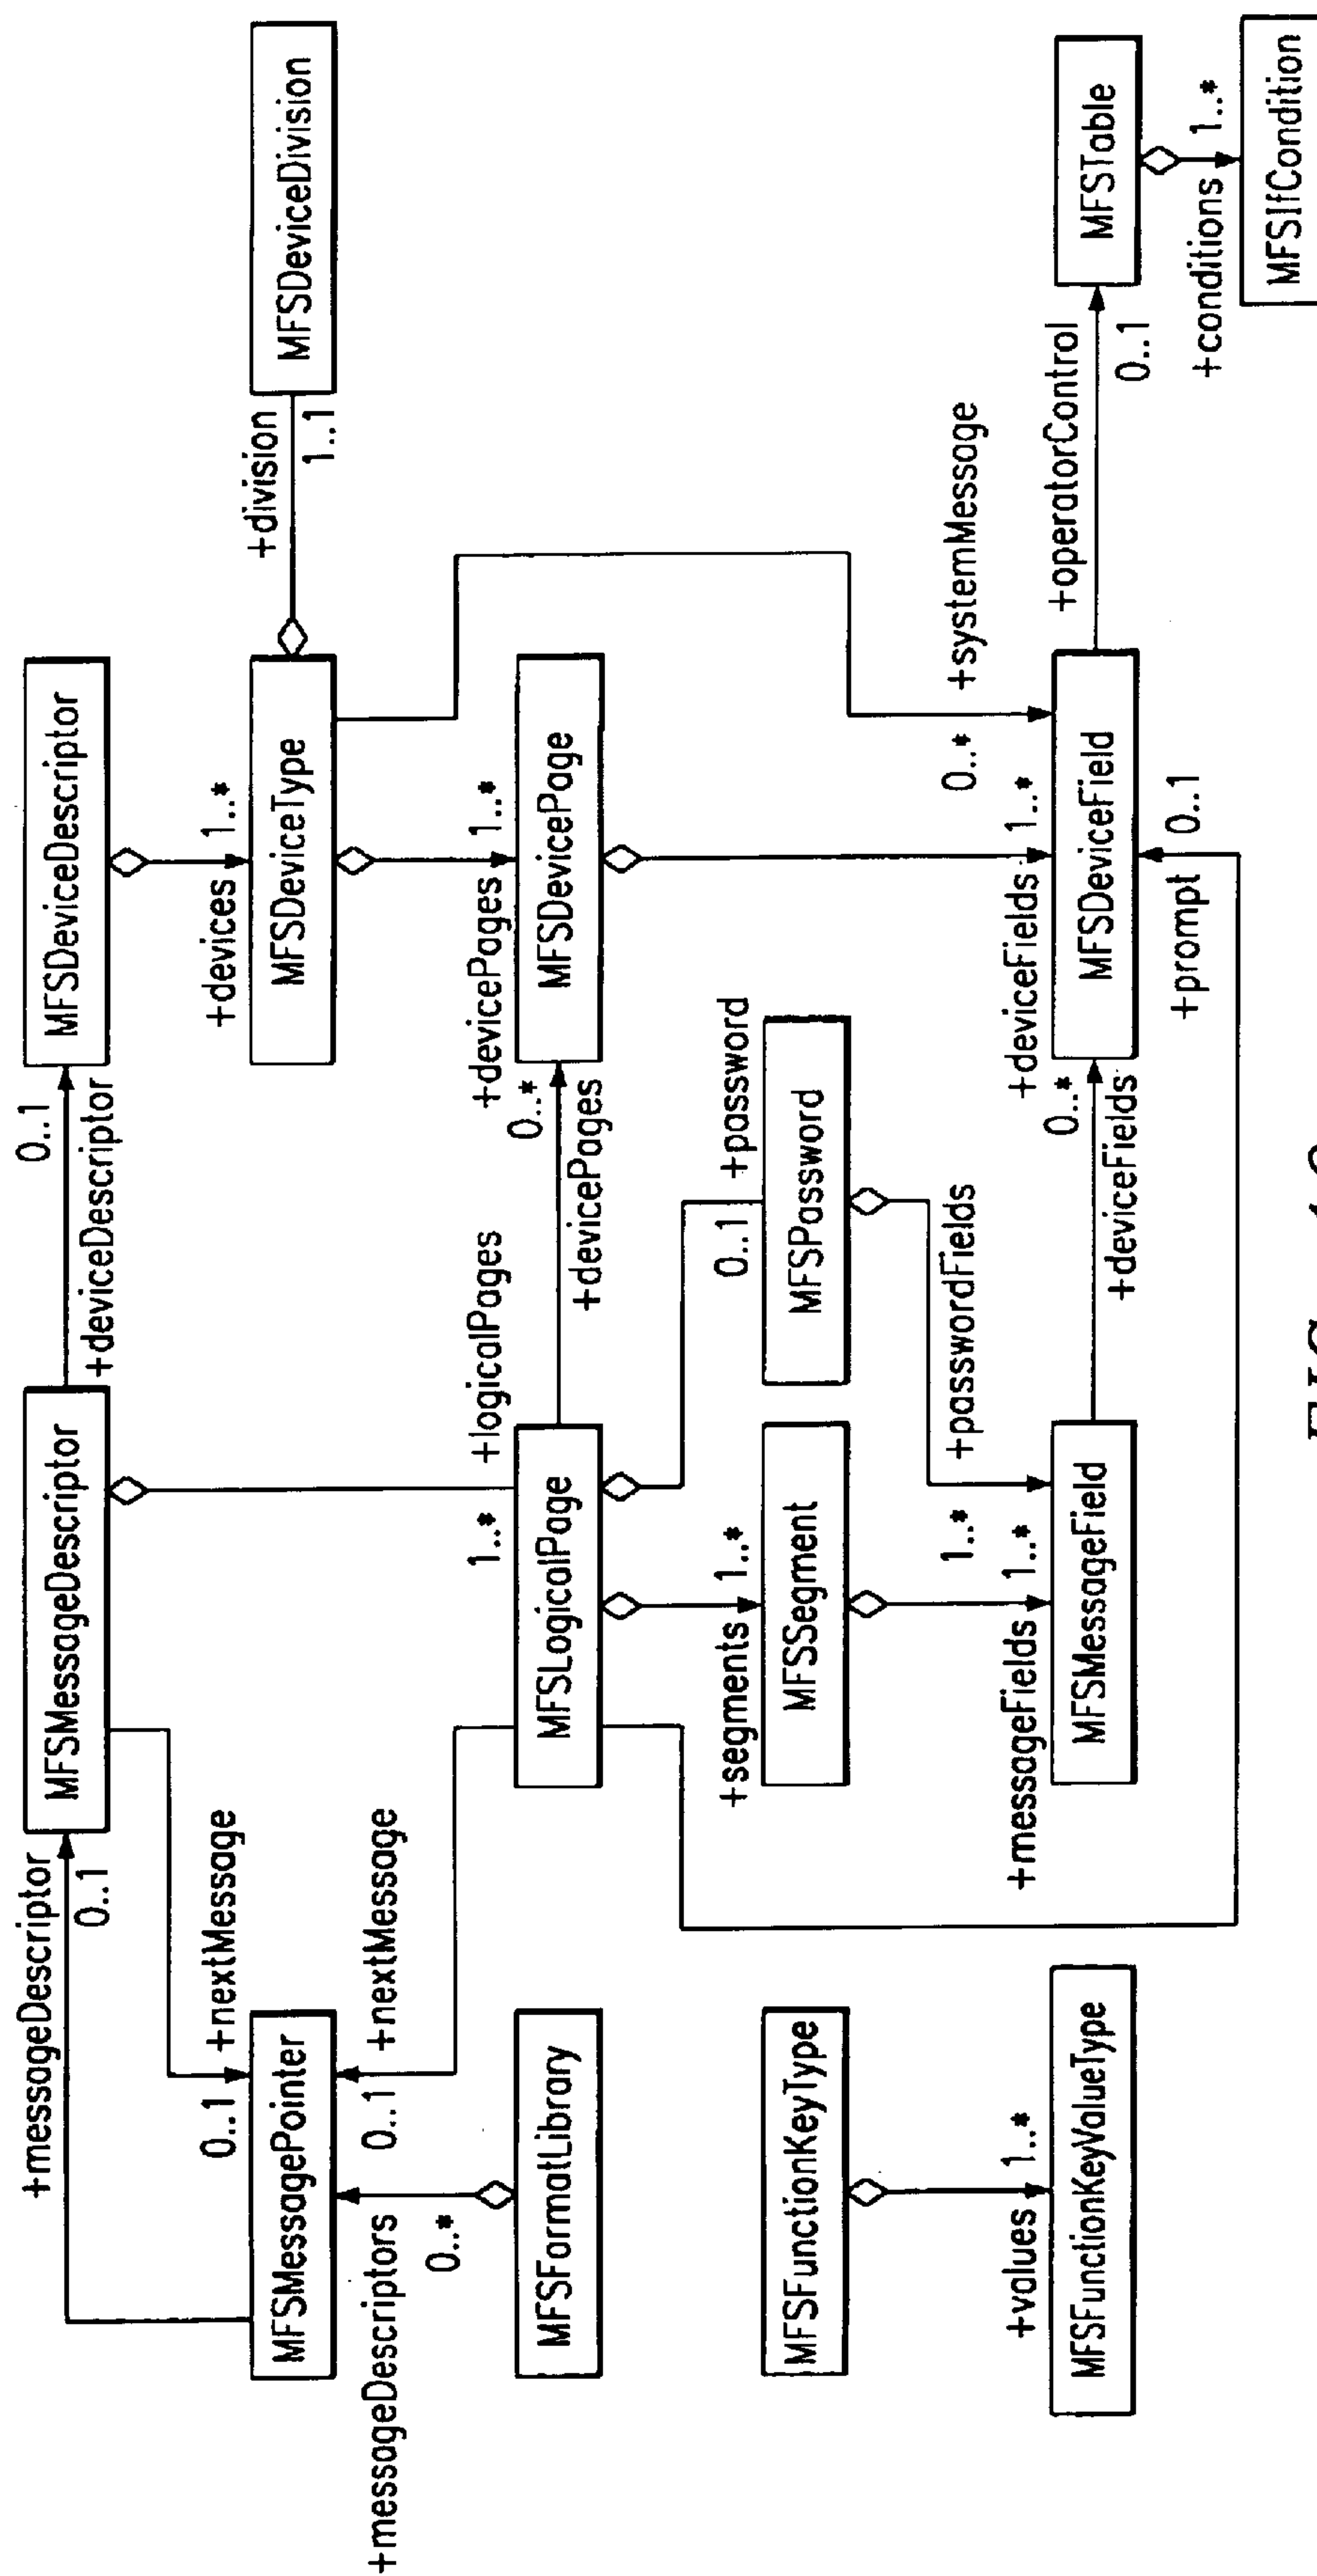 +messageDescriptor
0..1
MFSMessageDescriptor
0..1
+deviceDescriptor
MFSDeviceDescriptor
0..1
+nextMessage
+devices
1..*
MFSMessagePointer
MFSDeviceType
+division
1..1
MFSDeviceDivision
+messageDescriptors
0..*
0..1
+nextMessage
1..*
+logicalPages
+devicePages
1..*
MFSFormatLibrary
MFSLogicalPage
0..*
+devicePages
MFSDevicePage
+segments
1..*
0..1
+password
MFSFunctionKeyType
MFSSegment
MFSPassword
+values
1..*
+messageFields
1..*
1..*
+passwordFields
+deviceFields
1..*
0..*
+systemMessage
MFSFunctionKeyValueType
MFSMessageField
0..*
+deviceFields
MFSDeviceField
+operatorControl
0..1
MFSTable
+prompt
0..1
+conditions
1..*
MFSIfCondition